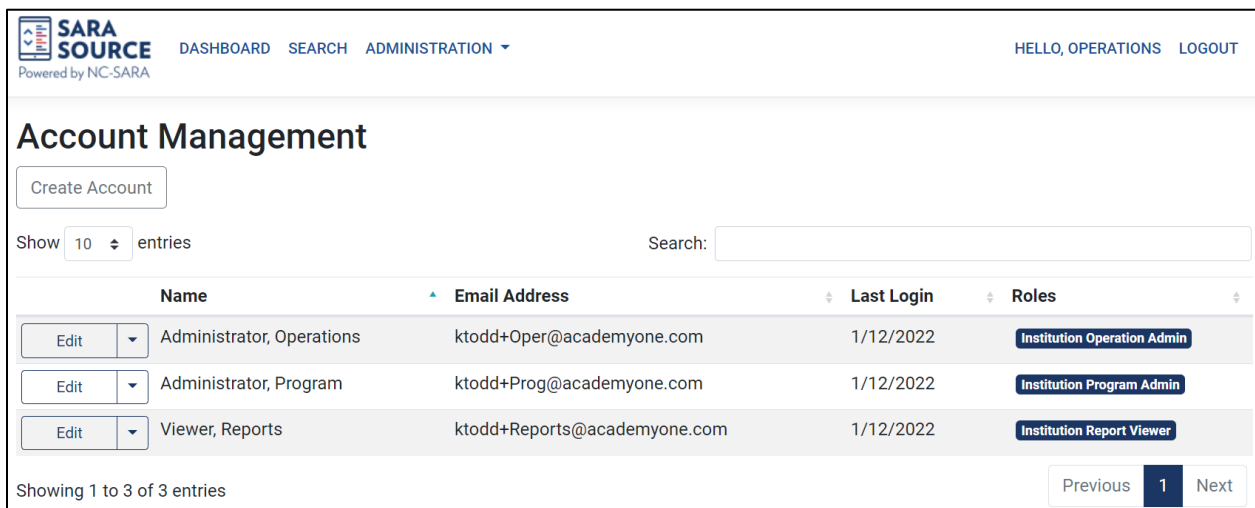 SARA
SOURCE
Powered by NC-SARA
DASHBOARD SEARCH ADMINISTRATION
HELLO, OPERATIONS LOGOUT
Account Management
Create Account
Show 10 entries
Search:
Name Email Address Last Login Roles
Edit Administrator, Operations ktodd+Oper@academyone.com 1/12/2022 Institution Operation Admin
Edit Administrator, Program ktodd+Prog@academyone.com 1/12/2022 Institution Program Admin
Edit Viewer, Reports ktodd+Reports@academyone.com 1/12/2022 Institution Report Viewer
Showing 1 to 3 of 3 entries
Previous 1 Next